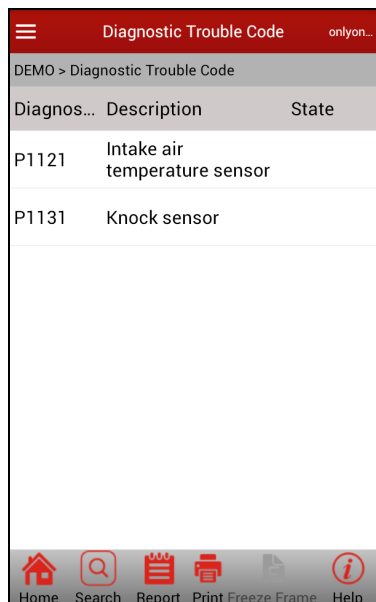 Diagnostic Trouble Code onlyon...
DEMO > Diagnostic Trouble Code
Diagnos... Description State
P1121 Intake air
temperature sensor
P1131 Knock sensor
Home Search Report Print Freeze Frame Help